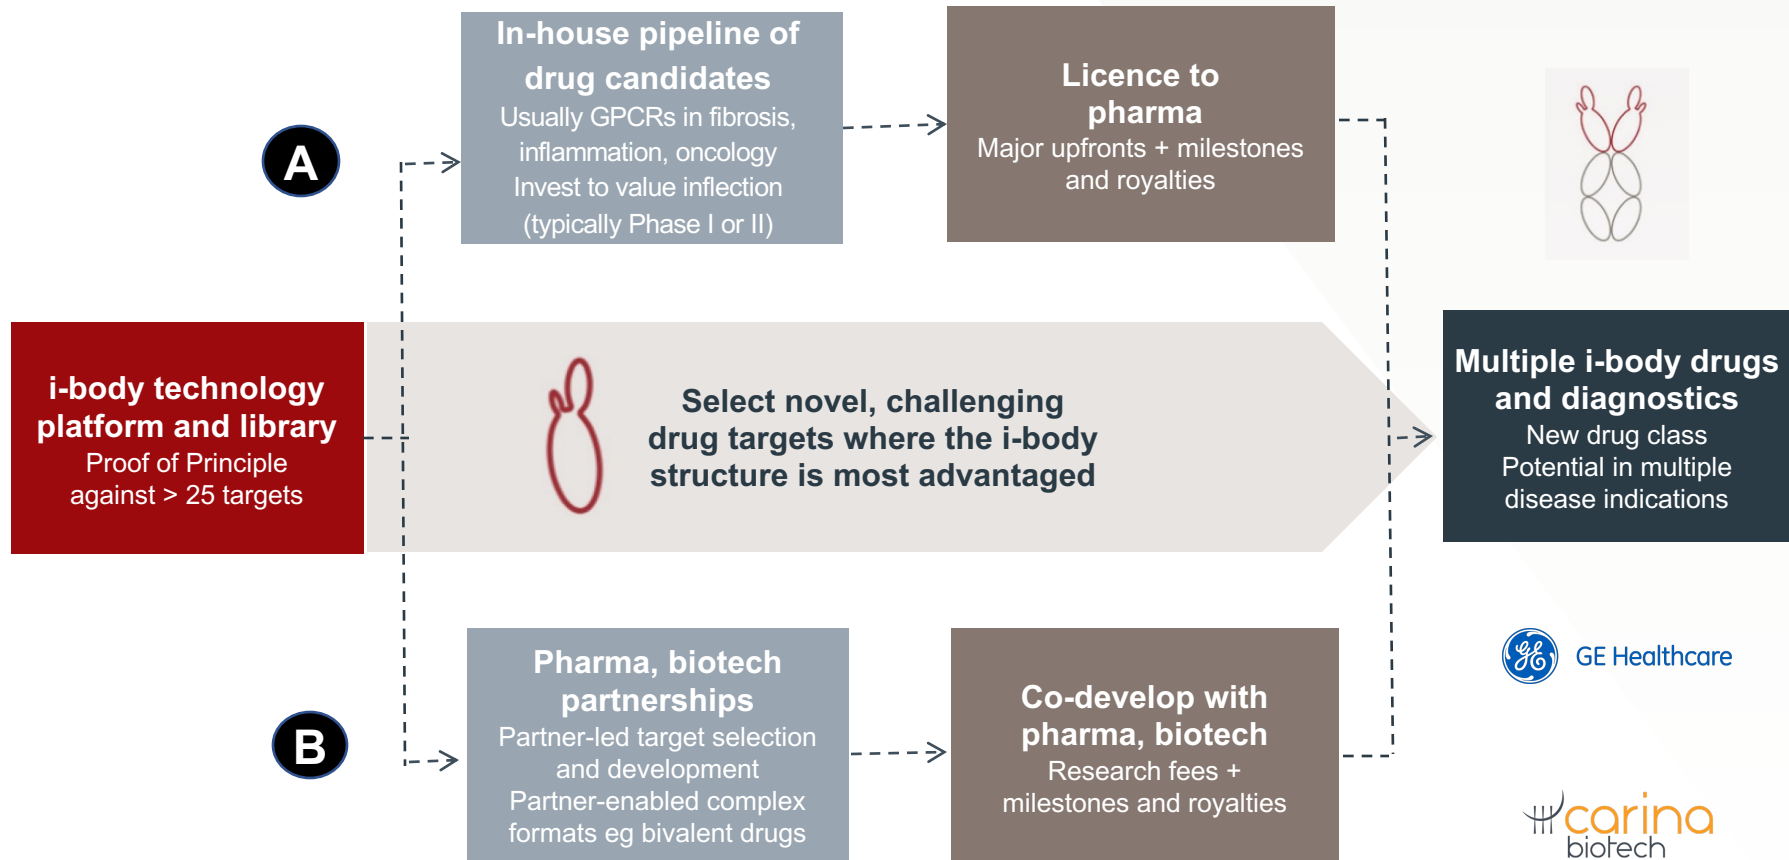 A
In-house pipeline of
drug candidates
Usually GPCRs in fibrosis,
inflammation, oncology
Invest to value inflection
(typically Phase I or II)
Licence to
pharma
Major upfronts + milestones
and royalties
i-body technology
platform and library
Proof of Principle
against > 25 targets
Select novel, challenging
drug targets where the i-body
structure is most advantaged
Multiple i-body drugs
and diagnostics
New drug class
Potential in multiple
disease indications
B
Pharma, biotech
partnerships
Partner-led target selection
and development
Partner-enabled complex
formats eg bivalent drugs
Co-develop with
pharma, biotech
Research fees +
milestones and royalties
GE GE Healthcare
carina
biotech